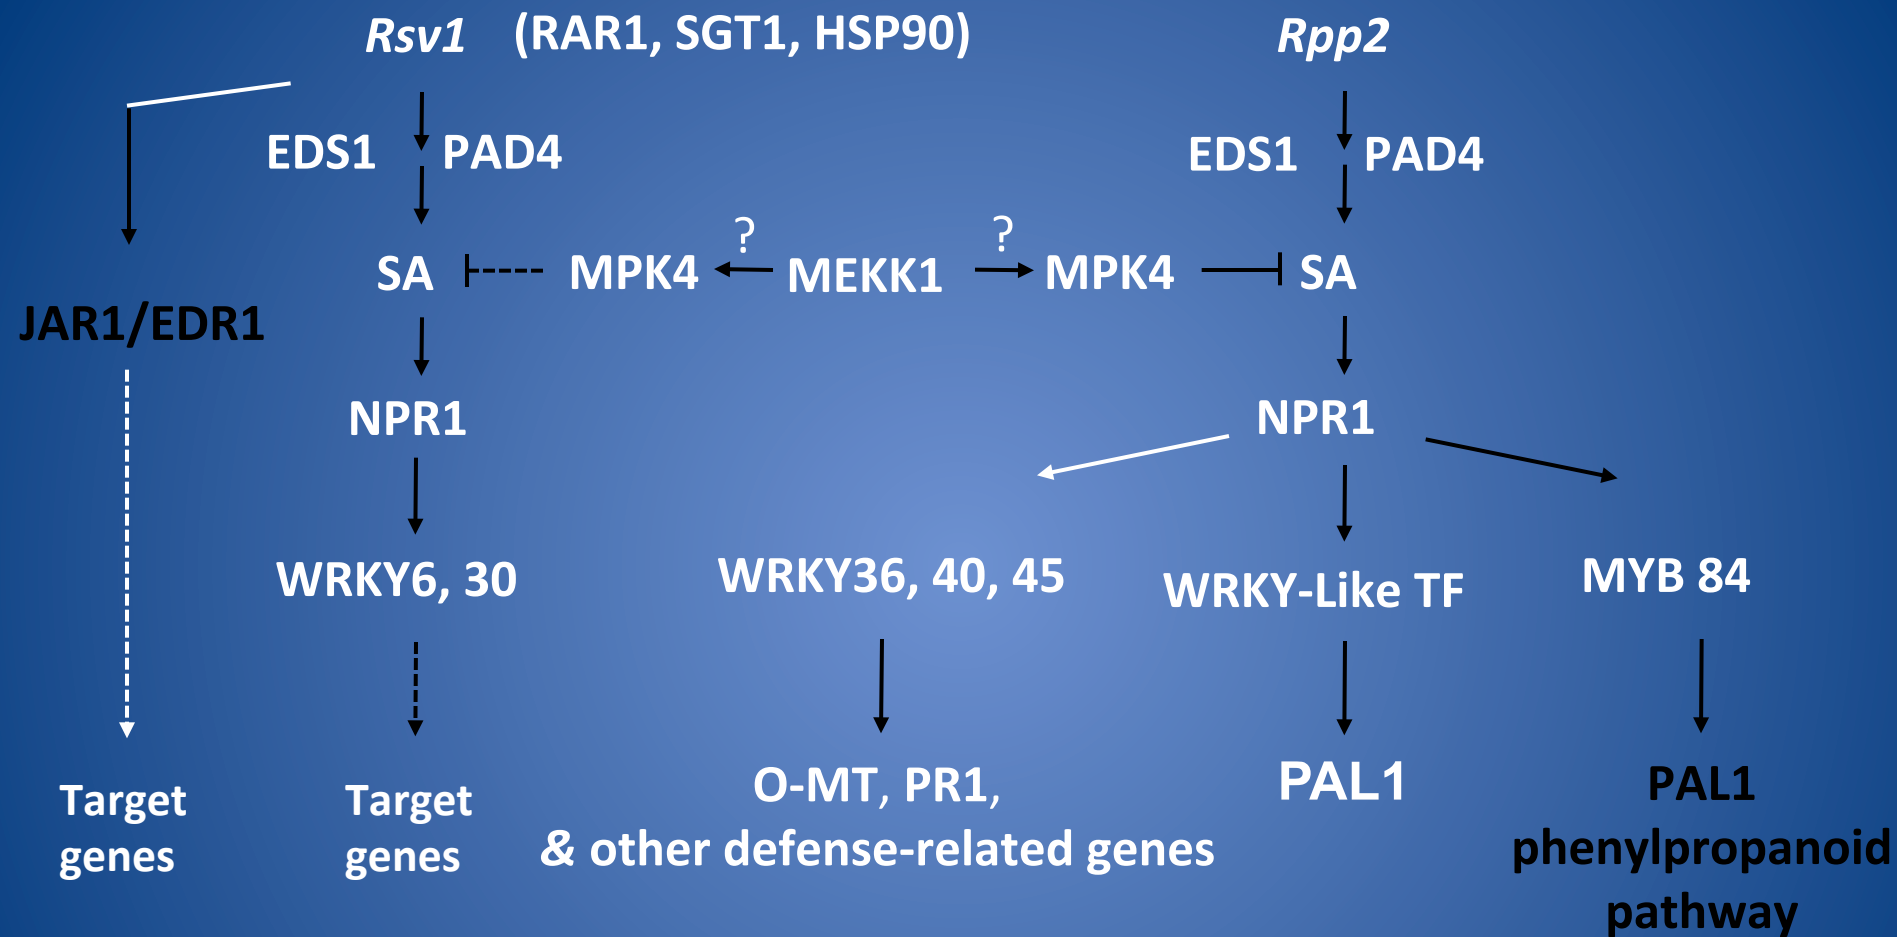 Rsv1 (RAR1, SGT1, HSP90) Rpp2
EDS1 PAD4 EDS1 PAD4
? ?
SA MPK4 MEKK1 MPK4 SA
JAR1/EDR1
NPR1 NPR1
WRKY6, 30 WRKY36, 40, 45 WRKY-Like TF MYB 84
Target
genes
Target
genes
O-MT, PR1,
& other defense-related genes
PAL1
PAL1
phenylpropanoid
pathway